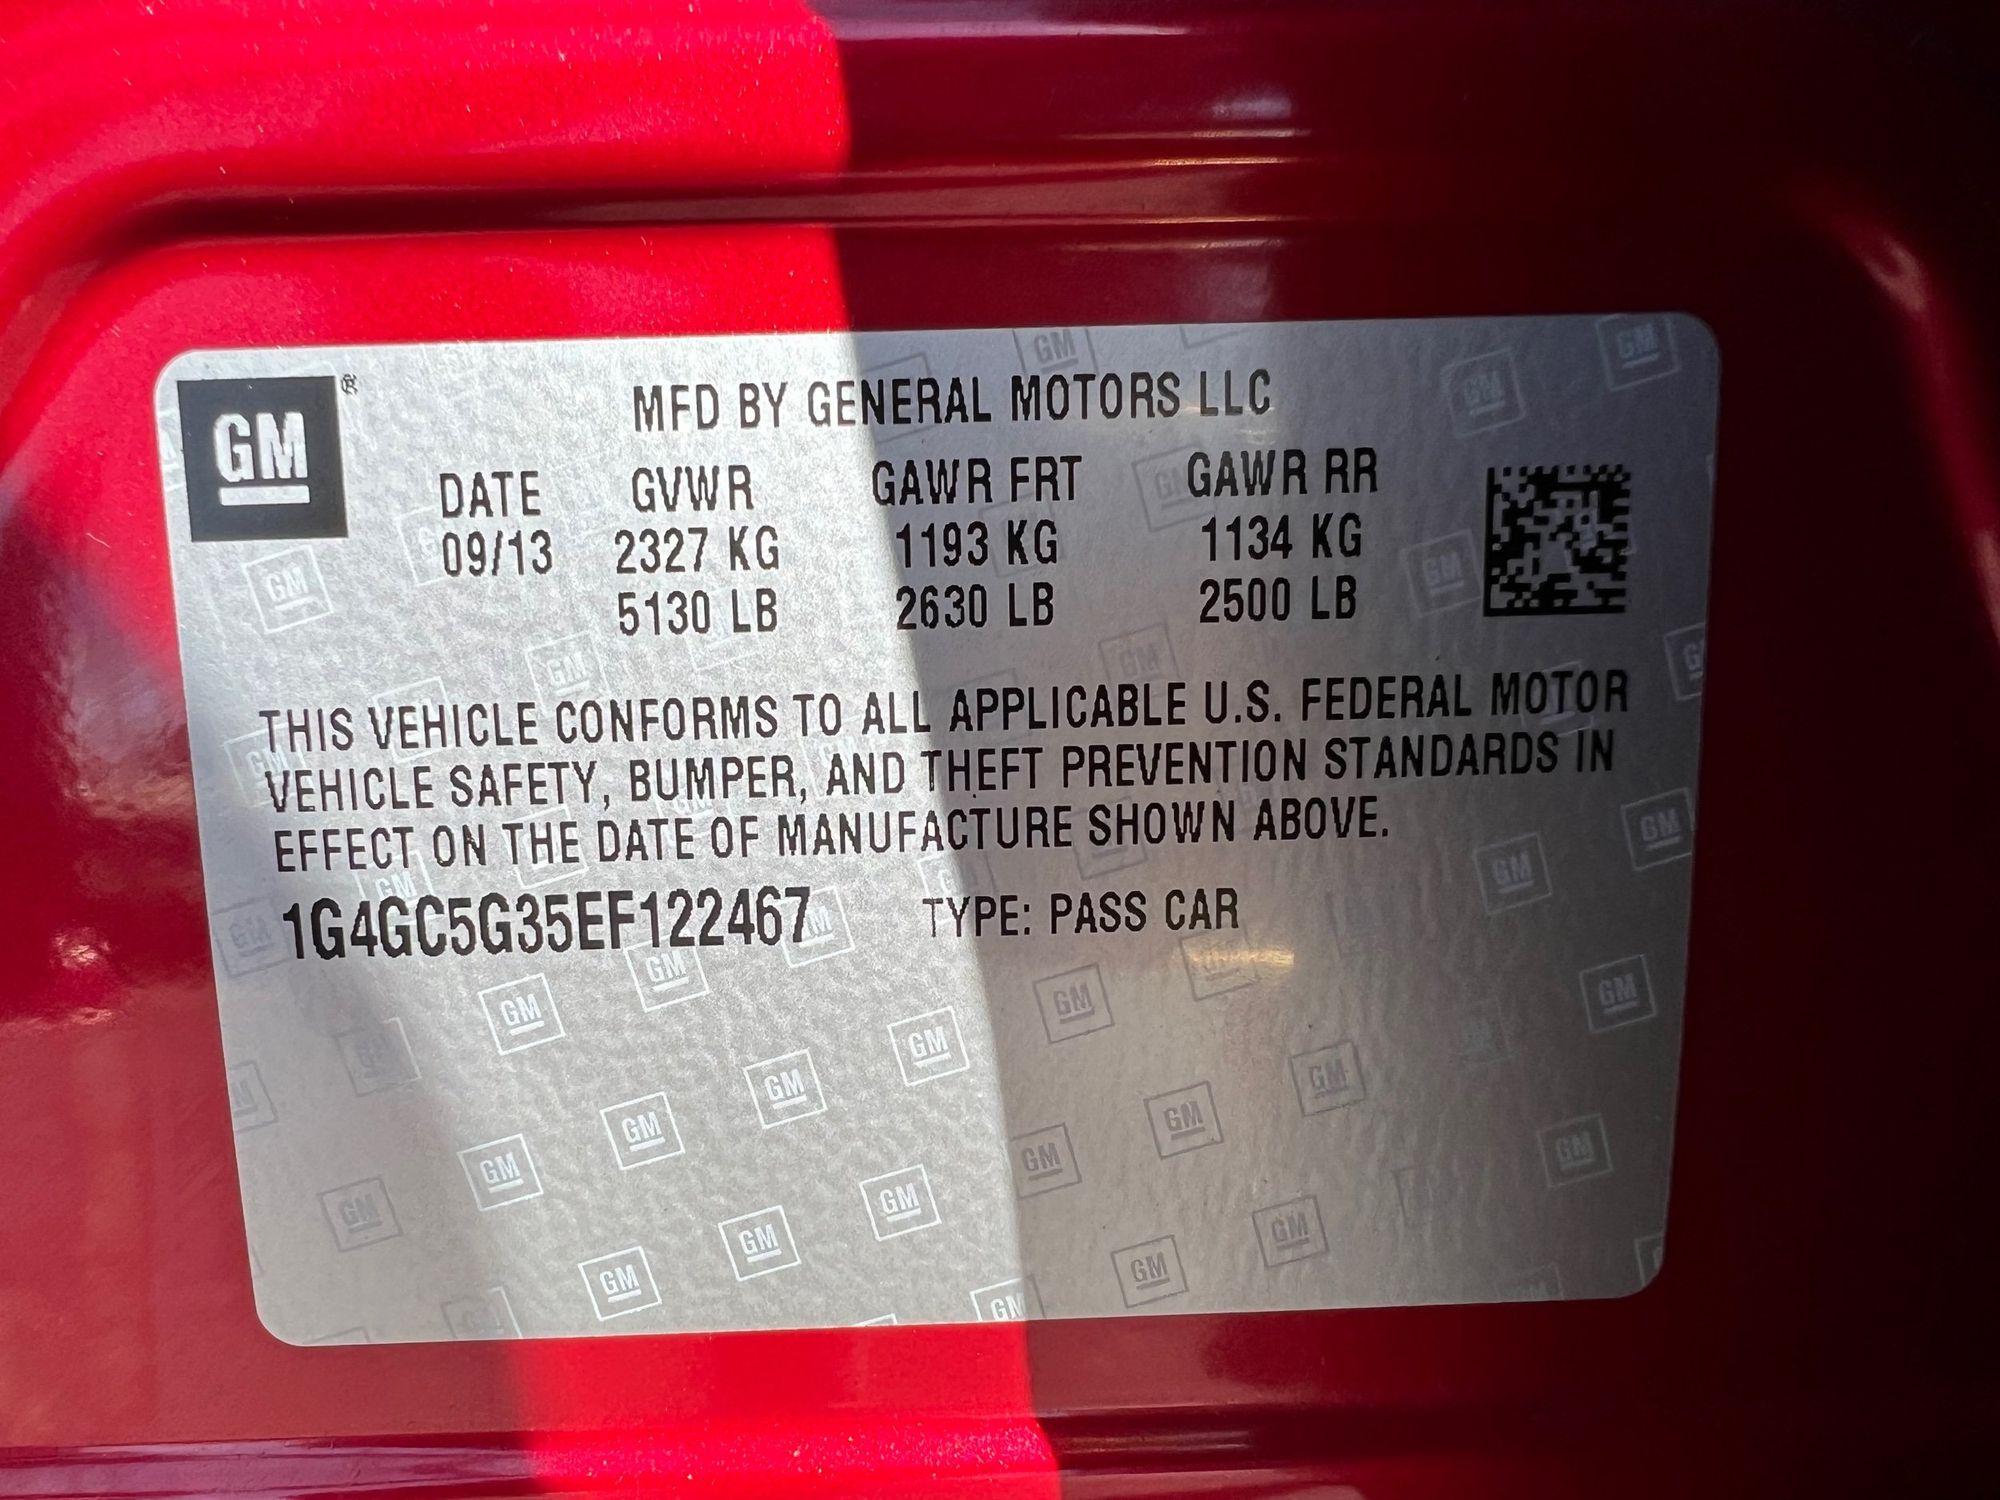 GM ®
MFD BY GENERAL MOTORS LLC
DATE GVWR GAWR FRT GAWR RR
09/13 2327 KG 1193 KG 1134 KG
5130 LB 2630 LB 2500 LB
THIS VEHICLE CONFORMS TO ALL APPLICABLE U.S. FEDERAL MOTOR
VEHICLE SAFETY, BUMPER, AND THEFT PREVENTION STANDARDS IN
EFFECT ON THE DATE OF MANUFACTURE SHOWN ABOVE.
1G4GC5G35EF122467 TYPE: PASS CAR